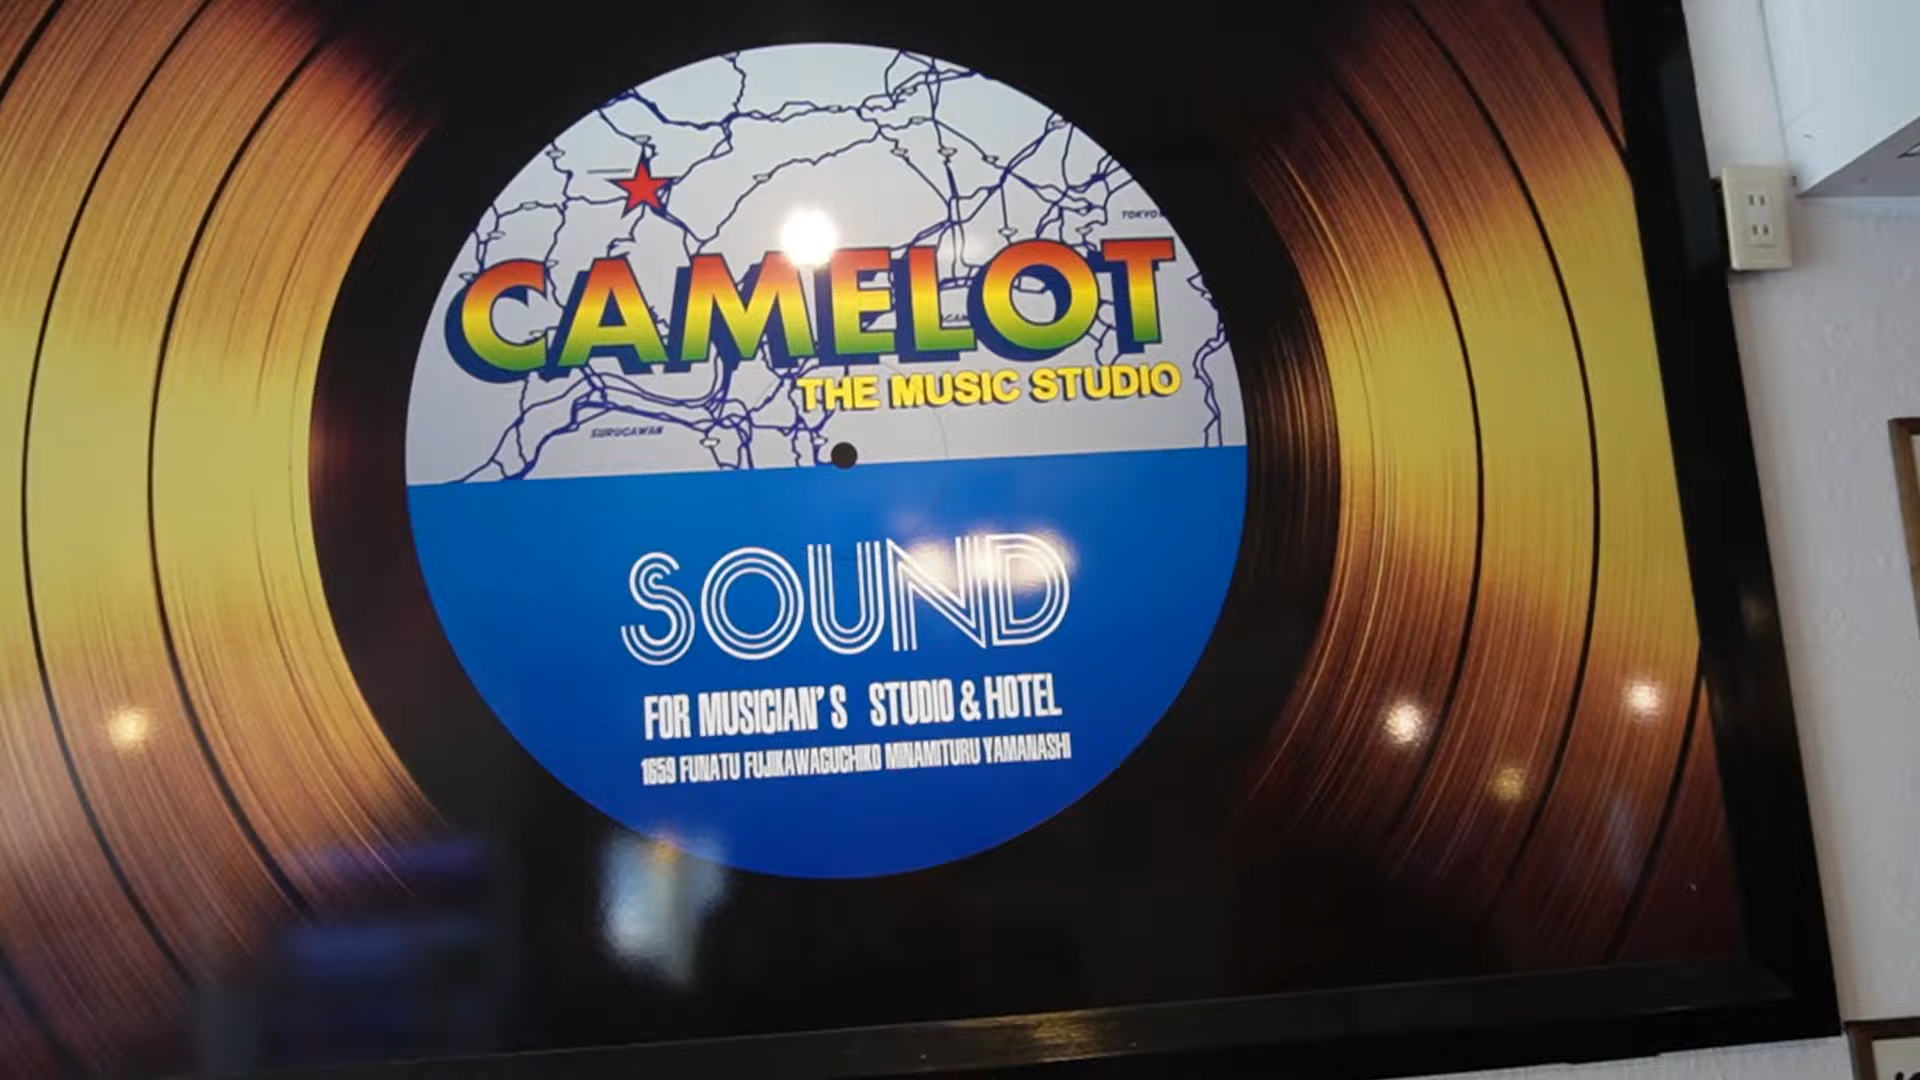 TOKYO
CAMELOT
THE MUSIC STUDIO
SURUGAWAN
SOUND
FOR MUSICIAN'S STUDIO & HOTEL
1659 FUNATU FUJIKAWAGUCHIKO MINAMITURU YAMANASHI